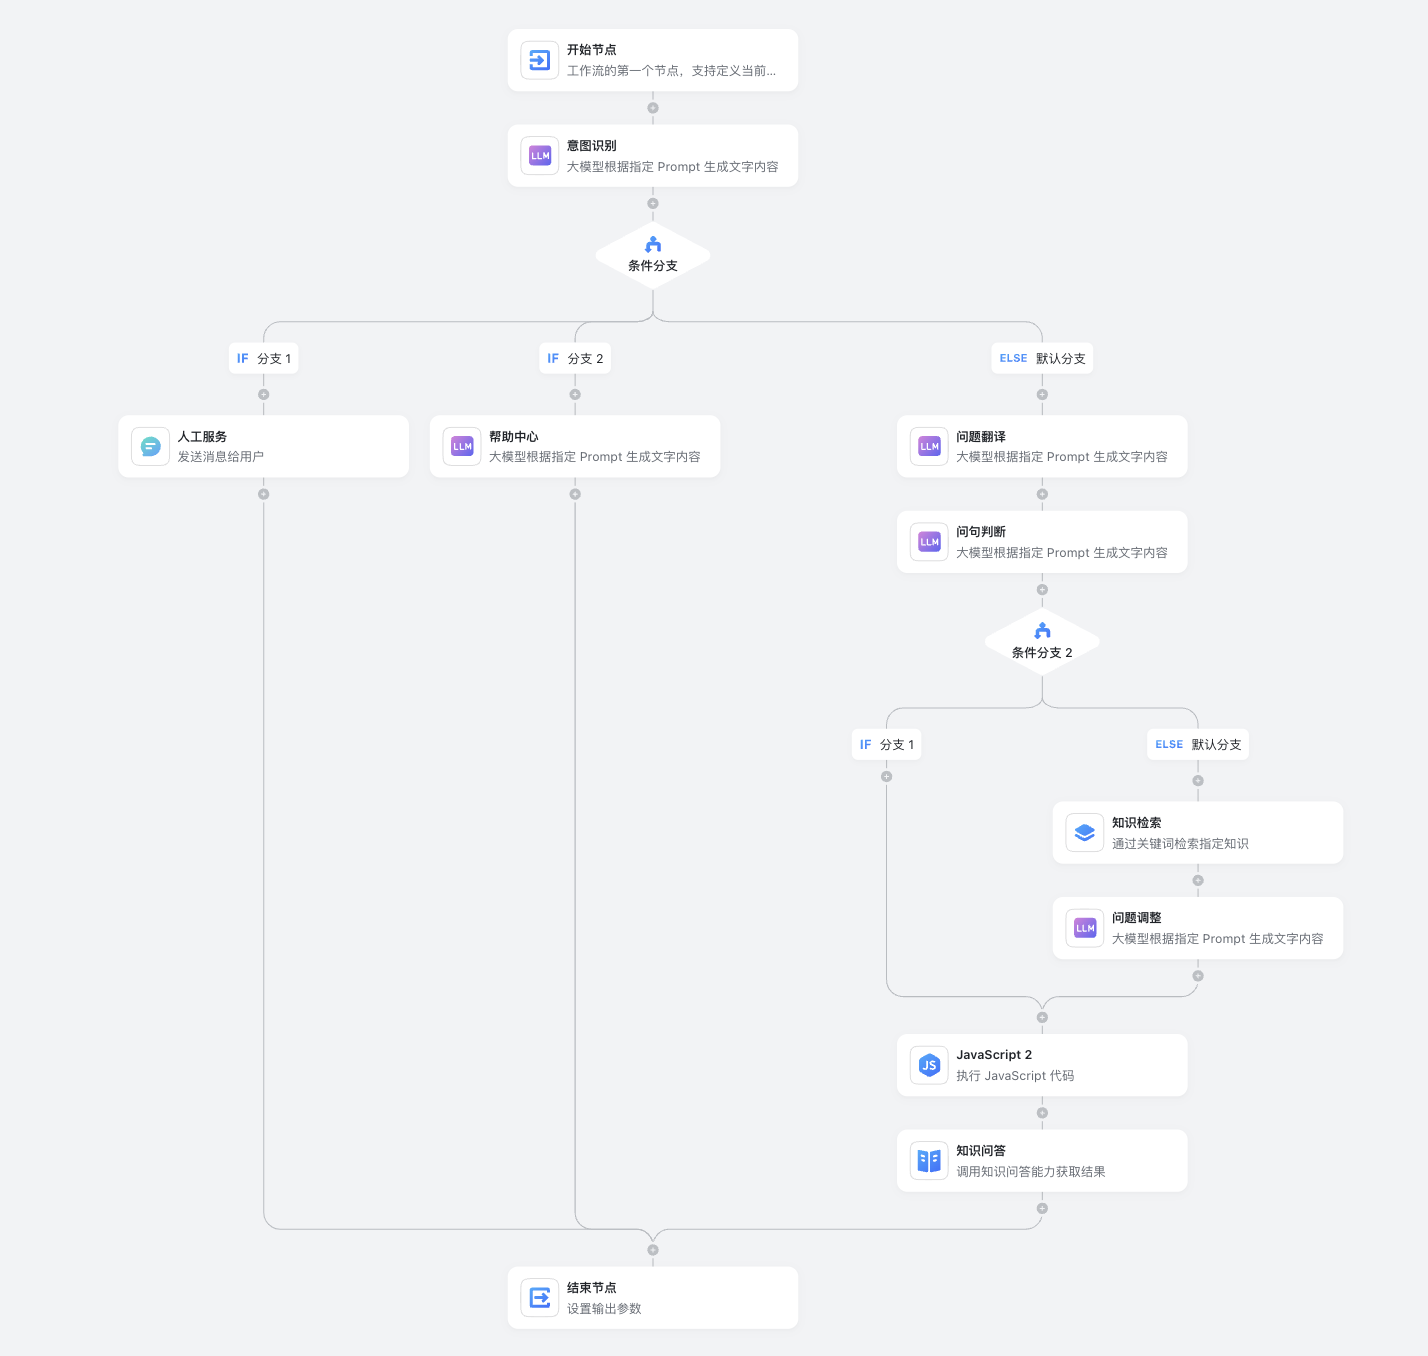 开始节点
工作流的第一个节点，支持定义当前...
LLM
意图识别
大模型根据指定 Prompt 生成文字内容
条件分支
IF 分支 1
IF 分支 2
ELSE 默认分支
人工服务
发送消息给用户
LLM
帮助中心
大模型根据指定 Prompt 生成文字内容
LLM
问题翻译
大模型根据指定 Prompt 生成文字内容
LLM
问句判断
大模型根据指定 Prompt 生成文字内容
条件分支 2
IF 分支 1
ELSE 默认分支
知识检索
通过关键词检索指定知识
LLM
问题调整
大模型根据指定 Prompt 生成文字内容
JS
JavaScript 2
执行 JavaScript 代码
知识问答
调用知识问答能力获取结果
结束节点
设置输出参数